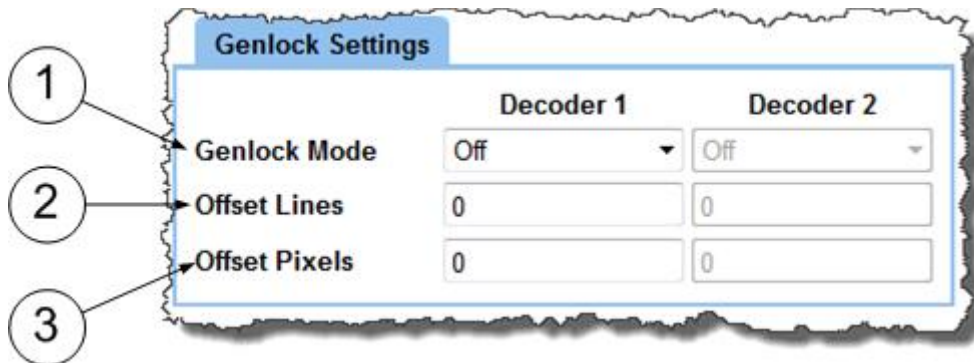 Genlock Settings
Decoder 1 Decoder 2
1
Genlock Mode Off Off
2
Offset Lines 0 0
Offset Pixels 0 0
3